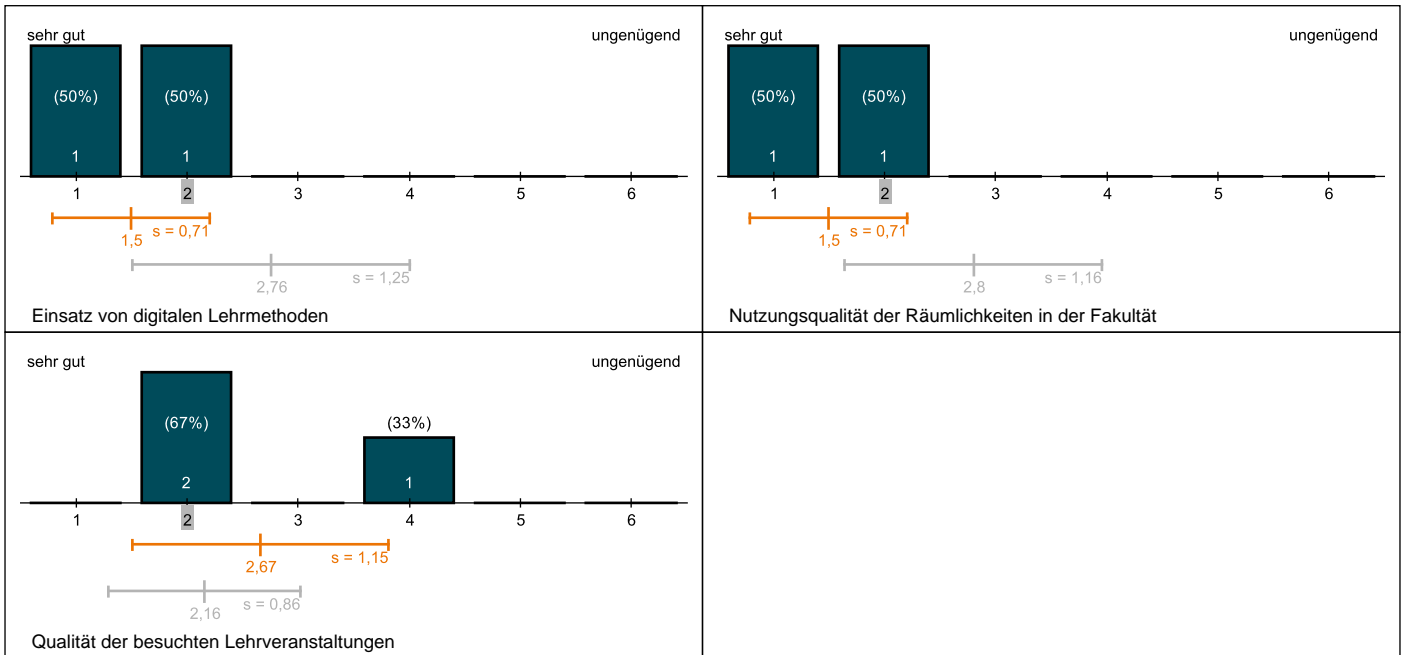 sehr gut ungenügend
(50%) (50%)
1 1
1 2 3 4 5 6
1,5 s = 0,71
2,76 s = 1,25
Einsatz von digitalen Lehrmethoden
sehr gut ungenügend
(50%) (50%)
1 1
1 2 3 4 5 6
1,5 s = 0,71
2,8 s = 1,16
Nutzungsqualität der Räumlichkeiten in der Fakultät
sehr gut ungenügend
(67%) (33%)
2 1
1 2 3 4 5 6
2,67 s = 1,15
2,16 s = 0,86
Qualität der besuchten Lehrveranstaltungen